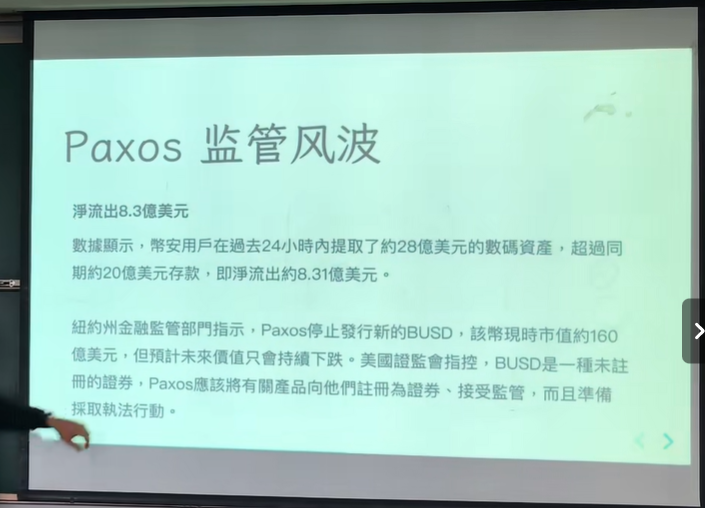 Paxos 监管风波
淨流出8.3億美元
數據顯示，幣安用戶在過去24小時內提取了約28億美元的數碼資產，超過同
期約20億美元存款，即淨流出約8.31億美元。
紐約州金融監管部門指示，Paxos停止發行新的BUSD，該幣現時市值約160
億美元，但預計未來價值只會持續下跌。美國證監會指控，BUSD是一種未註
冊的證券，Paxos應該將有關產品向他們註冊為證券、接受監管，而且準備
採取執法行動。